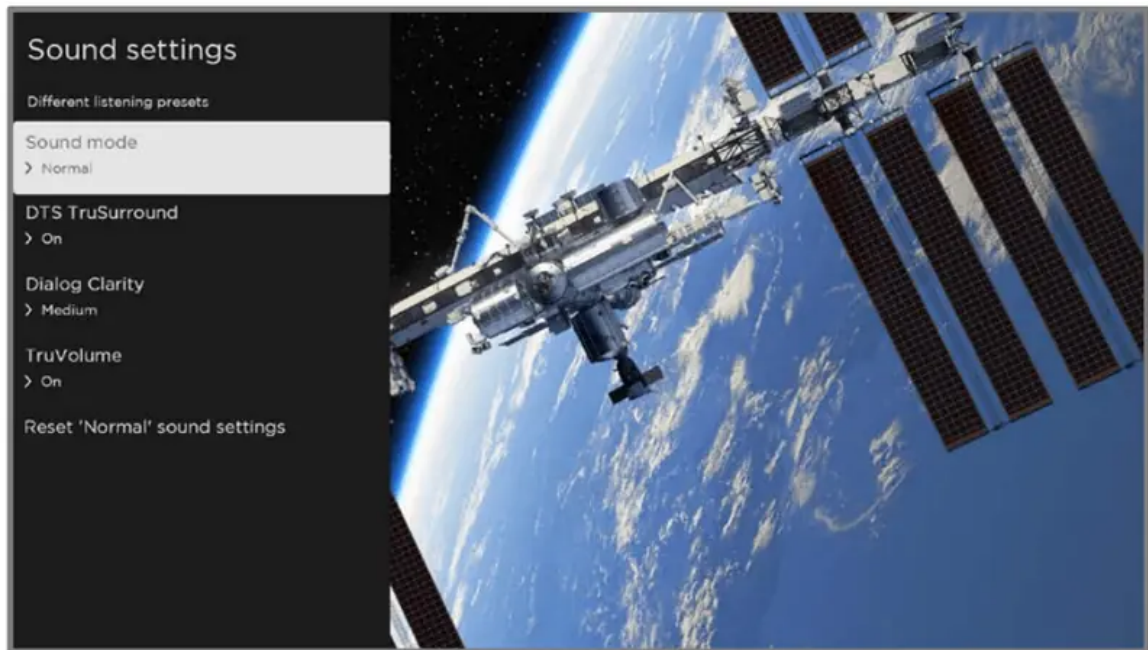 Sound settings
Different listening presets
Sound mode
> Normal
DTS TruSurround
> On
Dialog Clarity
> Medium
TruVolume
> On
Reset 'Normal' sound settings